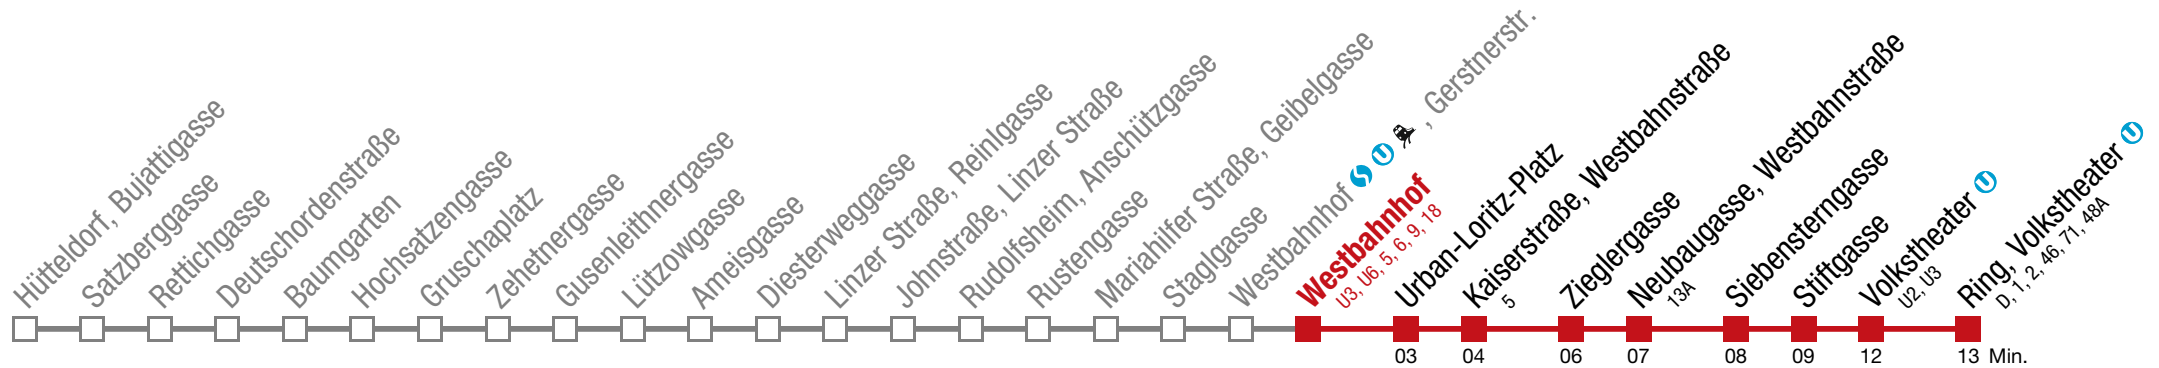 Hütteldorf, Bujattigasse
Satzberggasse
Rettichgasse
Deutschordenstraße
Baumgarten
Hochsatzengasse
Gruschaplatz
Zehetnergasse
Gusenleithnergasse
Lützowgasse
Ameisgasse
Diesterweggasse
Linzer Straße, Reinlgasse
Johnstraße, Linzer Straße
Rudolfsheim, Anschützgasse
Rustengasse
Mariahilfer Straße, Geibelgasse
Staglgasse
Westbahnhof S U , Gerstnerstr.
Westbahnhof
U3, U6, 5, 6, 9, 18
Urban-Loritz-Platz
Kaiserstraße, Westbahnstraße
5
Zieglergasse
Neubaugasse, Westbahnstraße
13A
Siebensterngasse
Stiftgasse
Volkstheater U
U2, U3
Ring, Volkstheater U
D, 1, 2, 46, 71, 48A
03 04 06 07 08 09 12 13 Min.